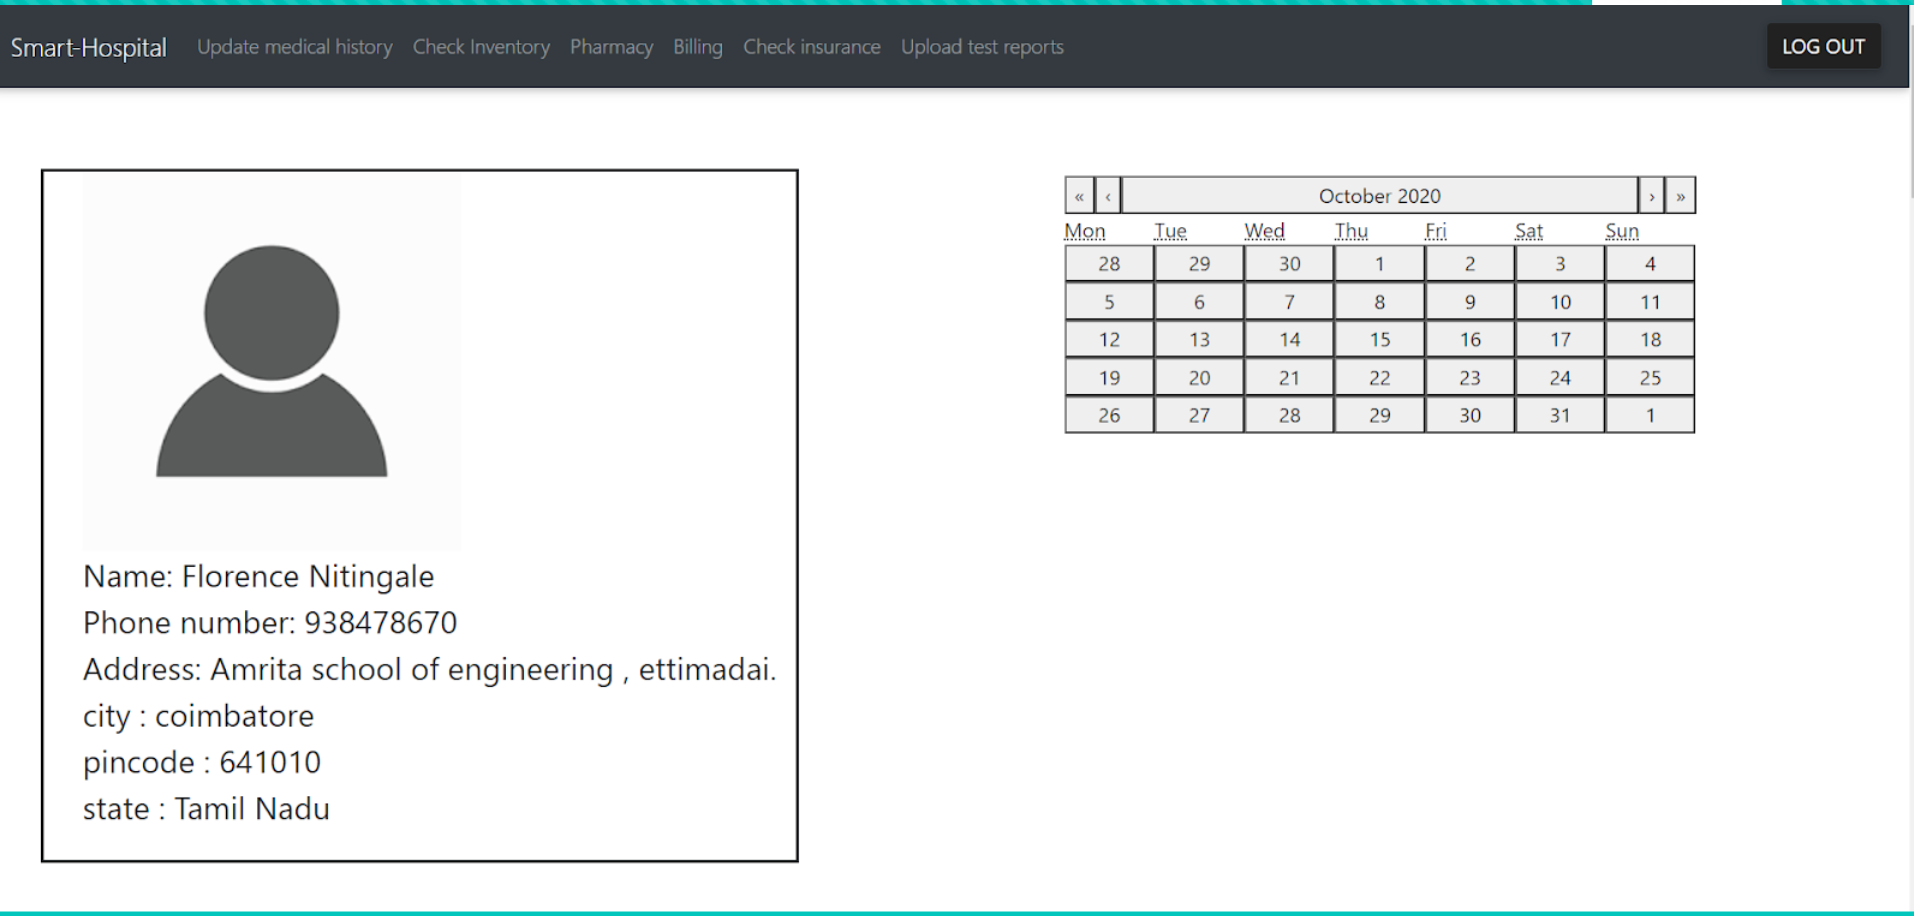 Smart-Hospital Update medical history Check Inventory Pharmacy Billing Check insurance Upload test reports LOG OUT
Name: Florence Nitingale
Phone number: 938478670
Address: Amrita school of engineering , ettimadai.
city : coimbatore
pincode : 641010
state : Tamil Nadu
« ‹ October 2020 › »
Mon Tue Wed Thu Fri Sat Sun
28 29 30 1 2 3 4
5 6 7 8 9 10 11
12 13 14 15 16 17 18
19 20 21 22 23 24 25
26 27 28 29 30 31 1